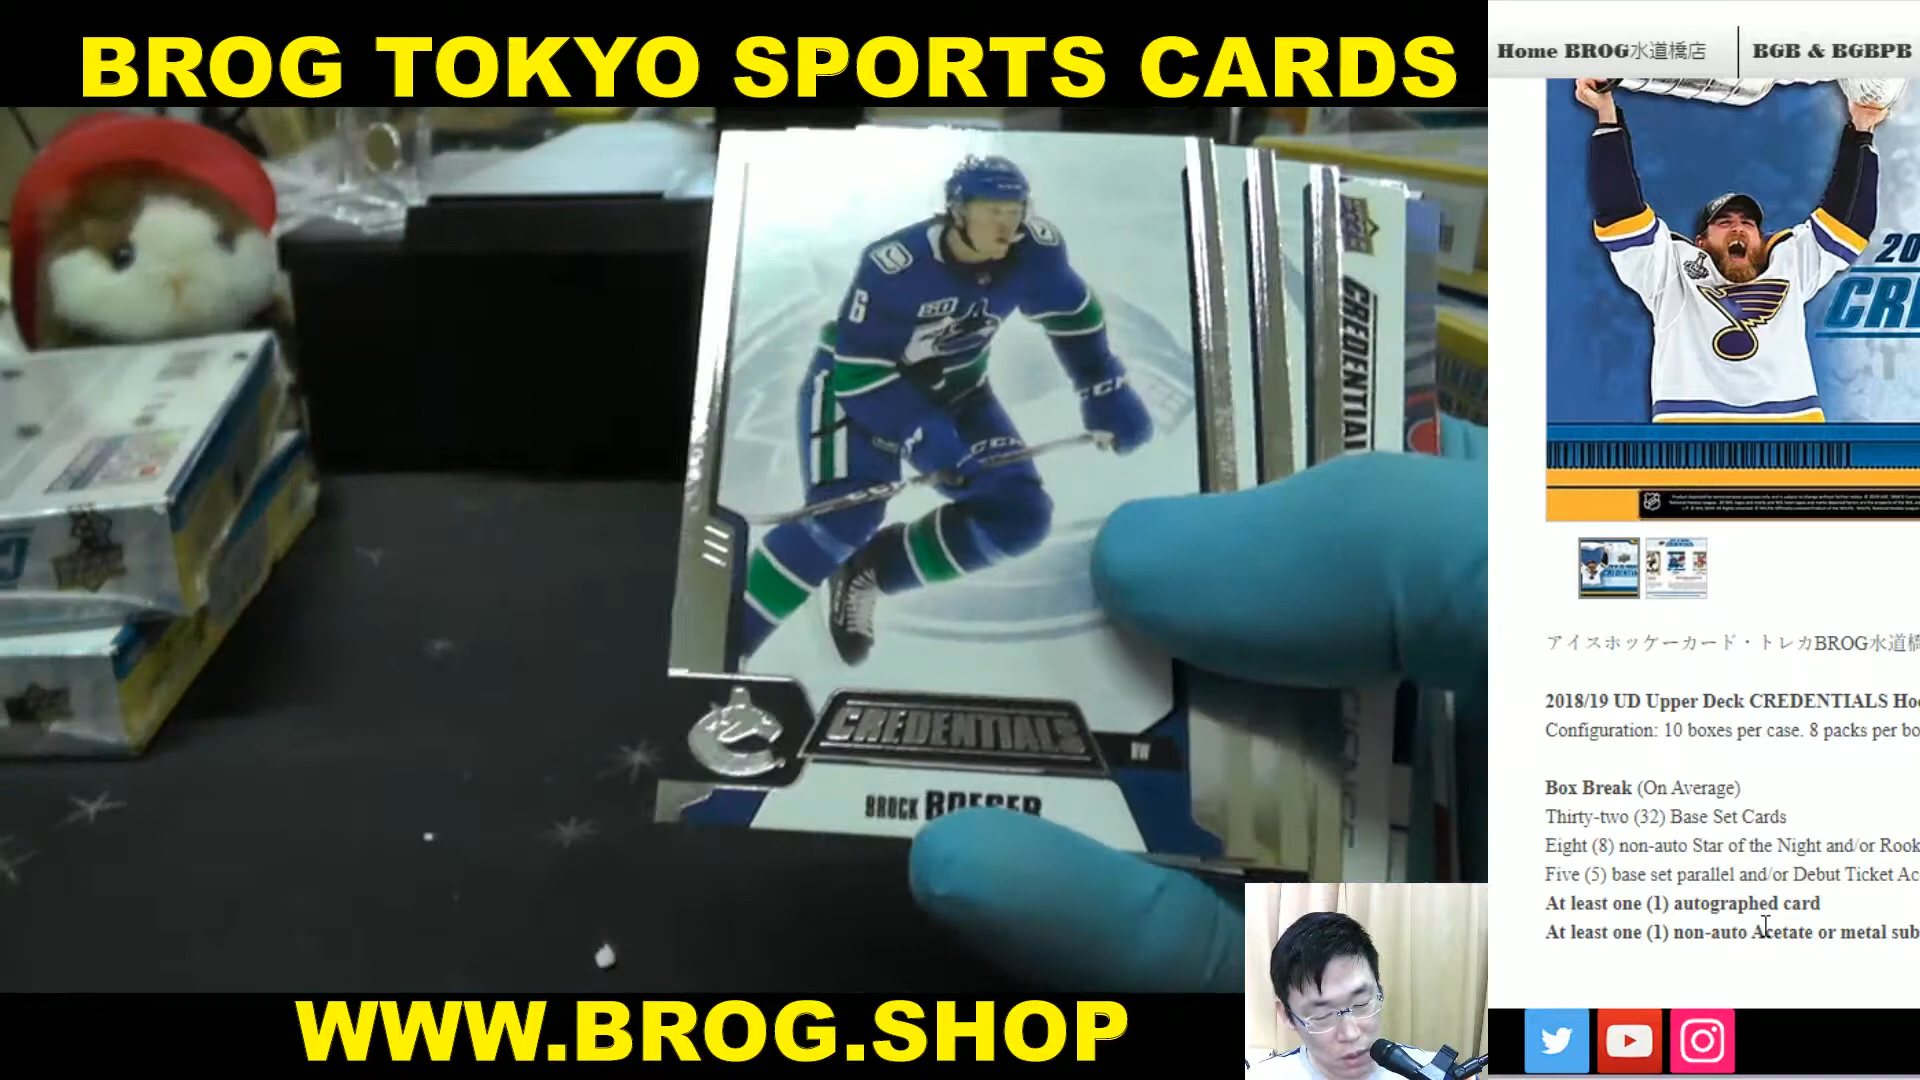 BROG TOKYO SPORTS CARDS
Home BROG水道橋店
BGB & BGBPB
CREDENTIALS
BROCK BOESER
WWW.BROG.SHOP
アイスホッケーカード・トレカBROG水道橋
2018/19 UD Upper Deck CREDENTIALS Ho
Configuration: 10 boxes per case. 8 packs per bo
Box Break (On Average)
Thirty-two (32) Base Set Cards
Eight (8) non-auto Star of the Night and/or Rook
Five (5) base set parallel and/or Debut Ticket Ac
At least one (1) autographed card
At least one (1) non-auto Acetate or metal sub